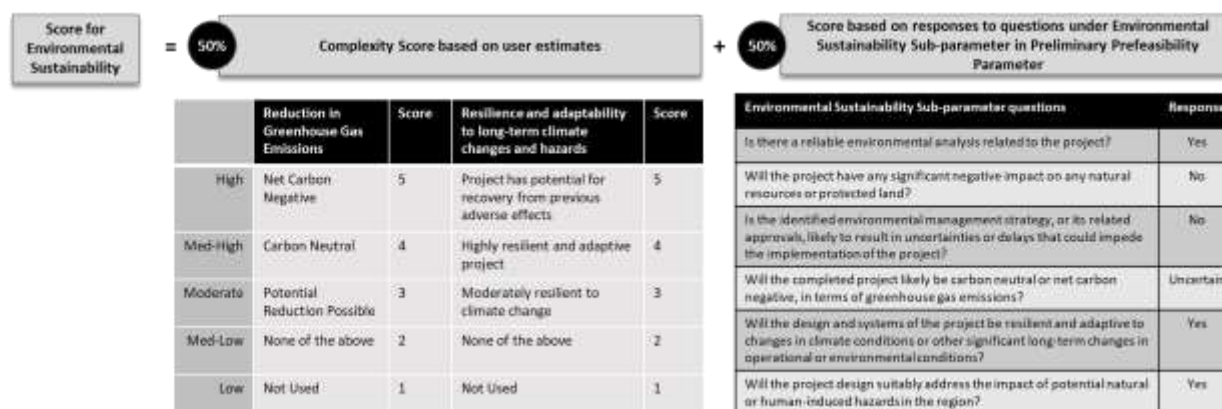 Score for
Environmental
Sustainability
=
50%
Complexity Score based on user estimates
+
50%
Score based on responses to questions under Environmental
Sustainability Sub-parameter in Preliminary Prefeasibility
Parameter
Reduction in
Greenhouse Gas
Emissions
Score
Resilience and adaptability
to long-term climate
changes and hazards
Score
High
Net Carbon
Negative
5
Project has potential for
recovery from previous
adverse effects
5
Med-High
Carbon Neutral
4
Highly resilient and adaptive
project
4
Moderate
Potential
Reduction Possible
3
Moderately resilient to
climate change
3
Med-Low
None of the above
2
None of the above
2
Low
Not Used
1
Not Used
1
Environmental Sustainability Sub-parameter questions
Response
Is there a reliable environmental analysis related to the project?
Yes
Will the project have any significant negative impact on any natural
resources or protected land?
No
Is the identified environmental management strategy, or its related
approvals, likely to result in uncertainties or delays that could impede
the implementation of the project?
No
Will the completed project likely be carbon neutral or net carbon
negative, in terms of greenhouse gas emissions?
Uncertain
Will the design and systems of the project be resilient and adaptive to
changes in climate conditions or other significant long-term changes in
operational or environmental conditions?
Yes
Will the project design suitably address the impact of potential natural
or human-induced hazards in the region?
Yes